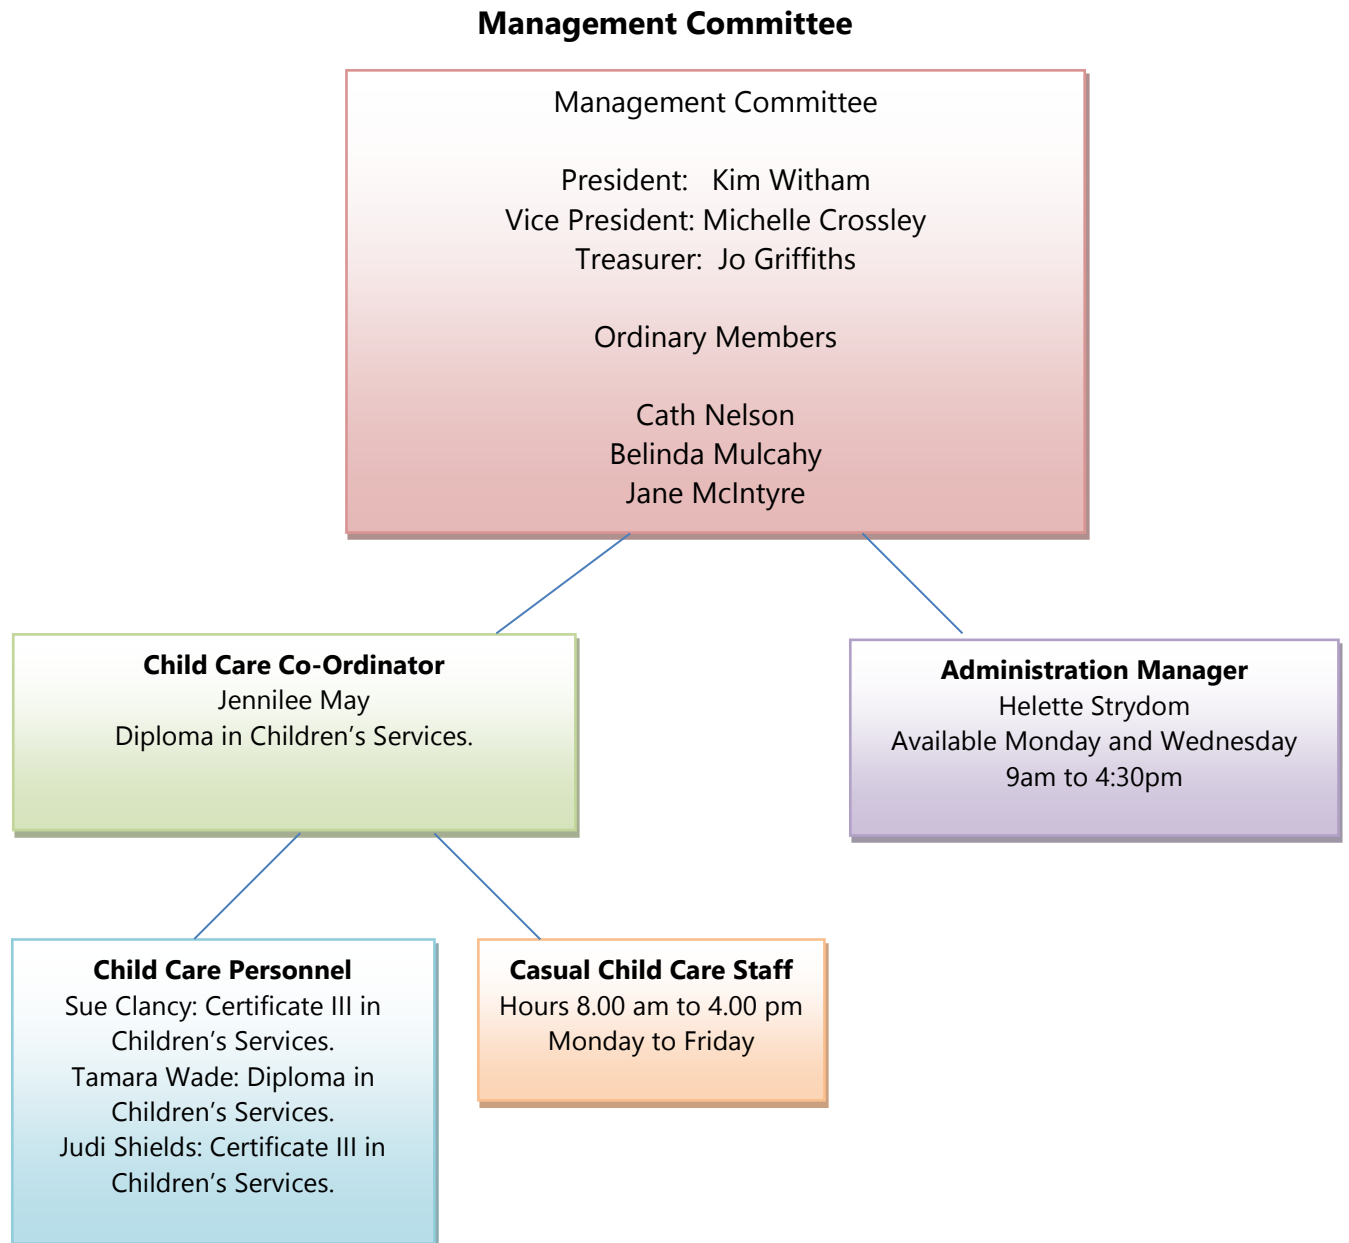 Management Committee
Management Committee
President:   Kim Witham
Vice President: Michelle Crossley
Treasurer:  Jo Griffiths
Ordinary Members
Cath Nelson
Belinda Mulcahy
Jane McIntyre
Child Care Co-Ordinator
Jennilee May
Diploma in Children’s Services.
Administration Manager
Helette Strydom
Available Monday and Wednesday
9am to 4:30pm
Child Care Personnel
Sue Clancy: Certificate III in
Children’s Services.
Tamara Wade: Diploma in
Children’s Services.
Judi Shields: Certificate III in
Children’s Services.
Casual Child Care Staff
Hours 8.00 am to 4.00 pm
Monday to Friday